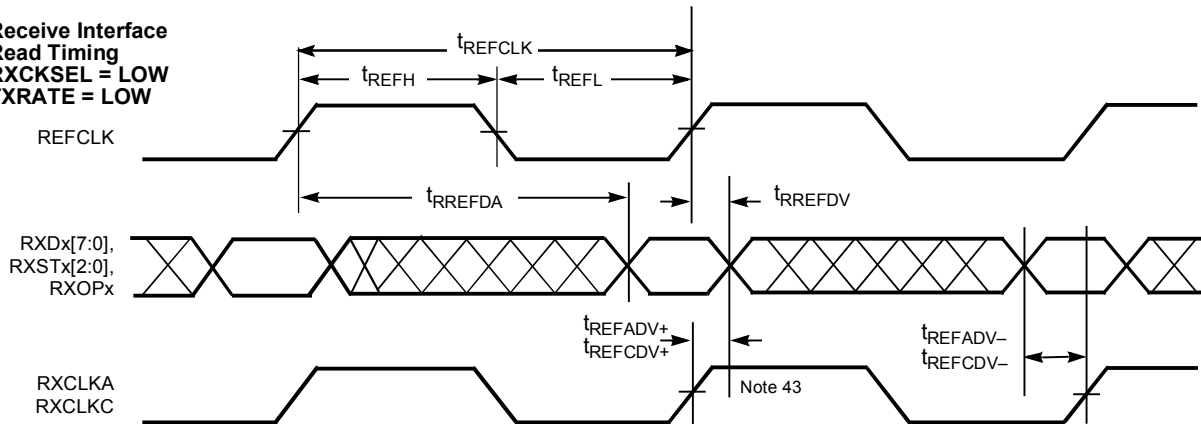 Receive Interface
Read Timing
RXCKSEL = LOW
TXRATE = LOW
tREFCLK
tREFH
tREFL
REFCLK
tRREFDA
tRREFDV
RXDx[7:0],
RXSTx[2:0],
RXOPx
tREFADV+
tREFCDV+
tREFADV–
tREFCDV–
RXCLKA
RXCLKC
Note 43